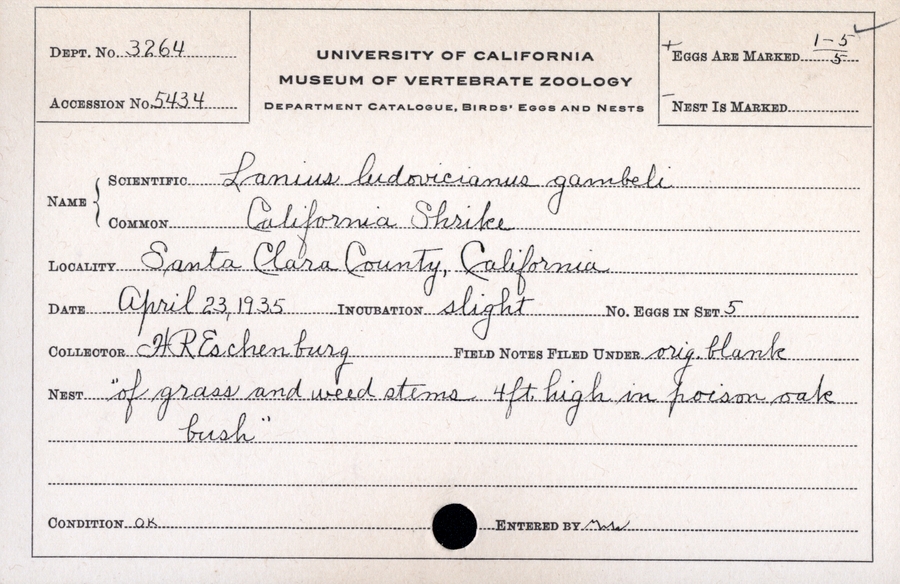 DEPT. NO. 3264
ACCESSION NO. 5434
UNIVERSITY OF CALIFORNIA
MUSEUM OF VERTEBRATE ZOOLOGY
DEPARTMENT CATALOGUE, BIRDS' EGGS AND NESTS
+ EGGS ARE MARKED 1-5/5 ✓
- NEST IS MARKED
NAME
SCIENTIFIC Lanius ludovicianus gambeli
COMMON California Shrike
LOCALITY Santa Clara County, California
DATE April 23, 1935 INCUBATION slight NO. EGGS IN SET 5
COLLECTOR HREschenburg FIELD NOTES FILED UNDER orig. blank
NEST "of grass and weed stems 4ft. high in poison oak
bush"
CONDITION OK ENTERED BY